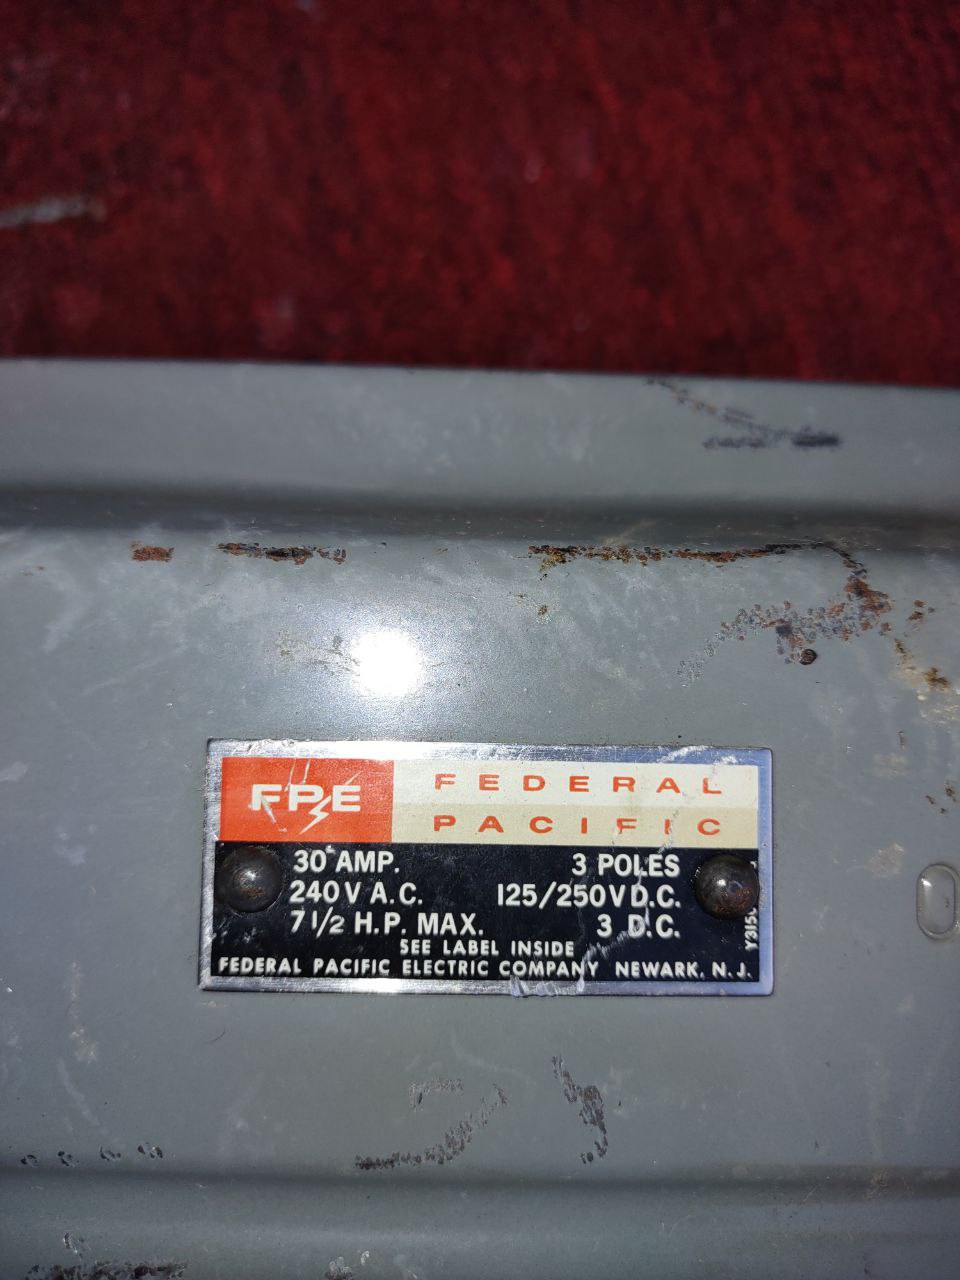 FPE FEDERAL
PACIFIC
30 AMP. 3 POLES
240V A.C. 125/250V D.C.
7 1/2 H.P. MAX. 3 D.C.
SEE LABEL INSIDE
FEDERAL PACIFIC ELECTRIC COMPANY NEWARK, N.J.